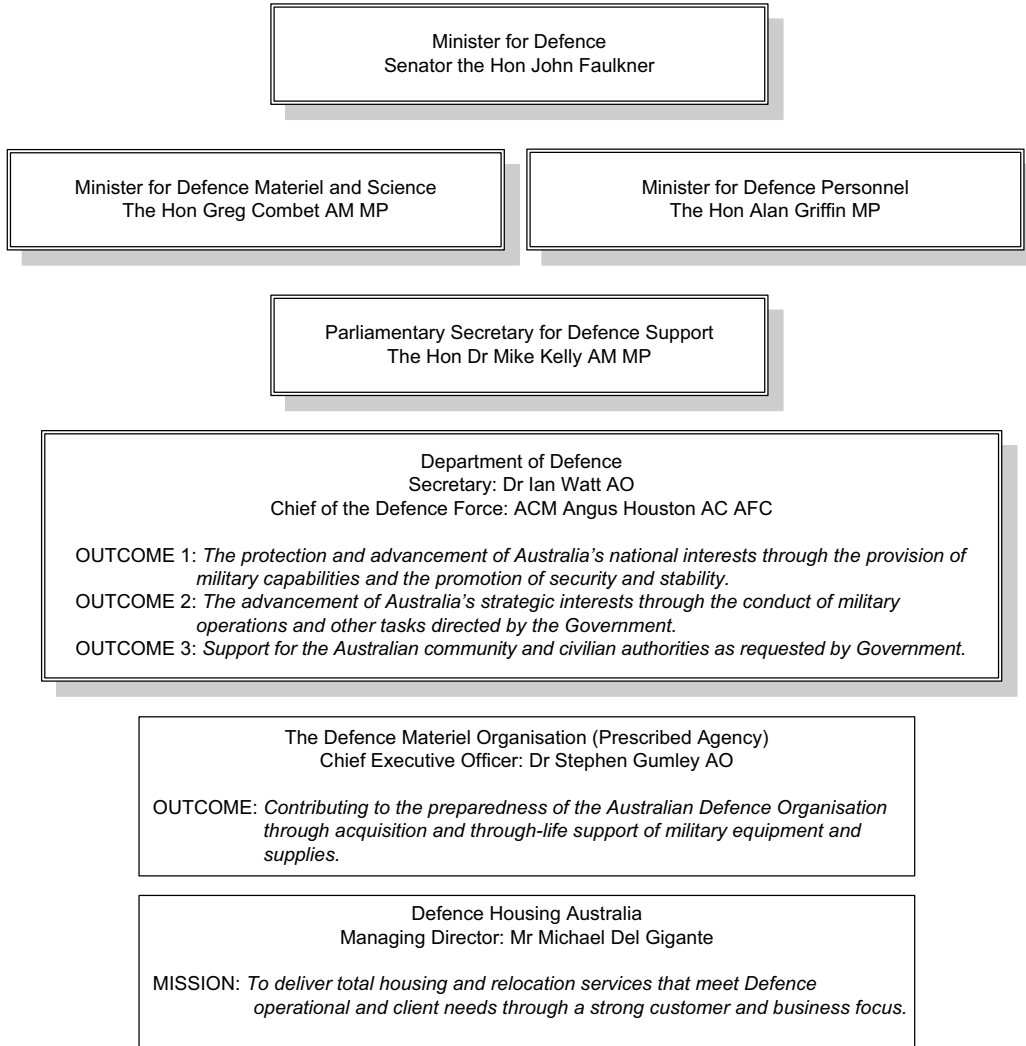 Minister for Defence
Senator the Hon John Faulkner
Minister for Defence Materiel and Science
The Hon Greg Combet AM MP
Minister for Defence Personnel
The Hon Alan Griffin MP
Parliamentary Secretary for Defence Support
The Hon Dr Mike Kelly AM MP
Department of Defence
Secretary: Dr Ian Watt AO
Chief of the Defence Force: ACM Angus Houston AC AFC
OUTCOME 1: The protection and advancement of Australia's national interests through the provision of
military capabilities and the promotion of security and stability.
OUTCOME 2: The advancement of Australia's strategic interests through the conduct of military
operations and other tasks directed by the Government.
OUTCOME 3: Support for the Australian community and civilian authorities as requested by Government.
The Defence Materiel Organisation (Prescribed Agency)
Chief Executive Officer: Dr Stephen Gumley AO
OUTCOME: Contributing to the preparedness of the Australian Defence Organisation
through acquisition and through-life support of military equipment and
supplies.
Defence Housing Australia
Managing Director: Mr Michael Del Gigante
MISSION: To deliver total housing and relocation services that meet Defence
operational and client needs through a strong customer and business focus.